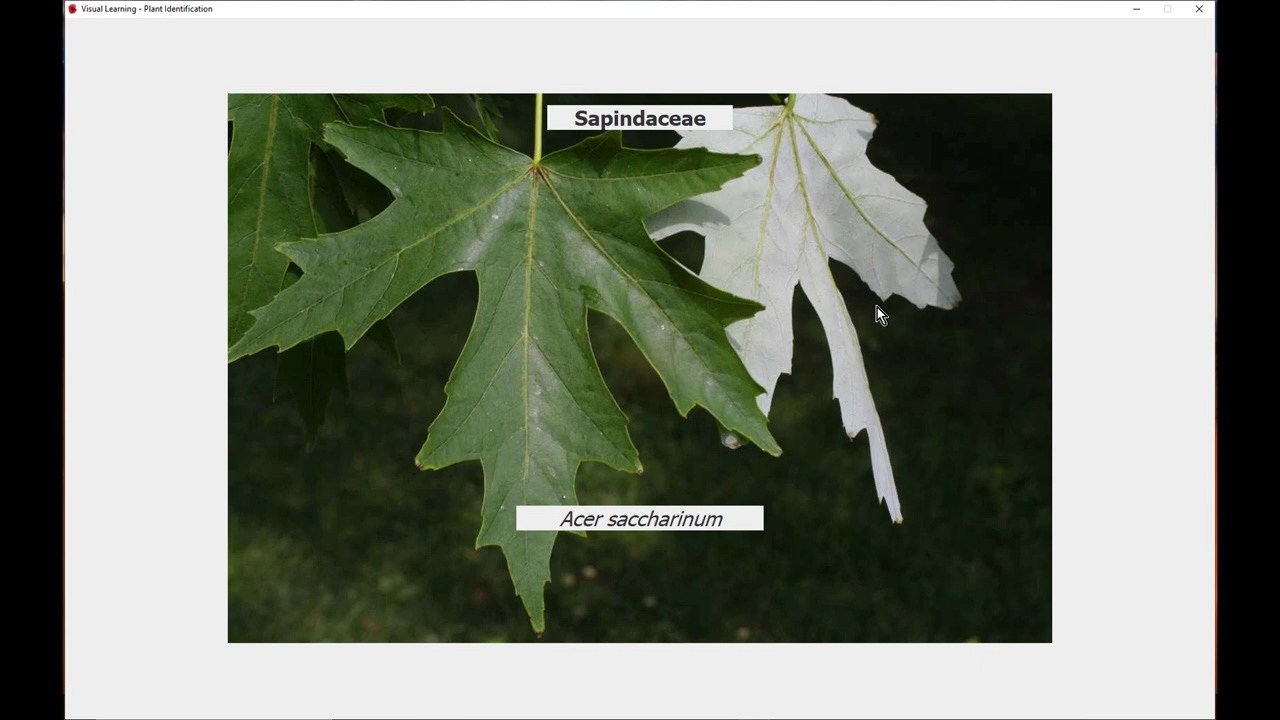 Visual Learning - Plant Identification
Sapindaceae
Acer saccharinum